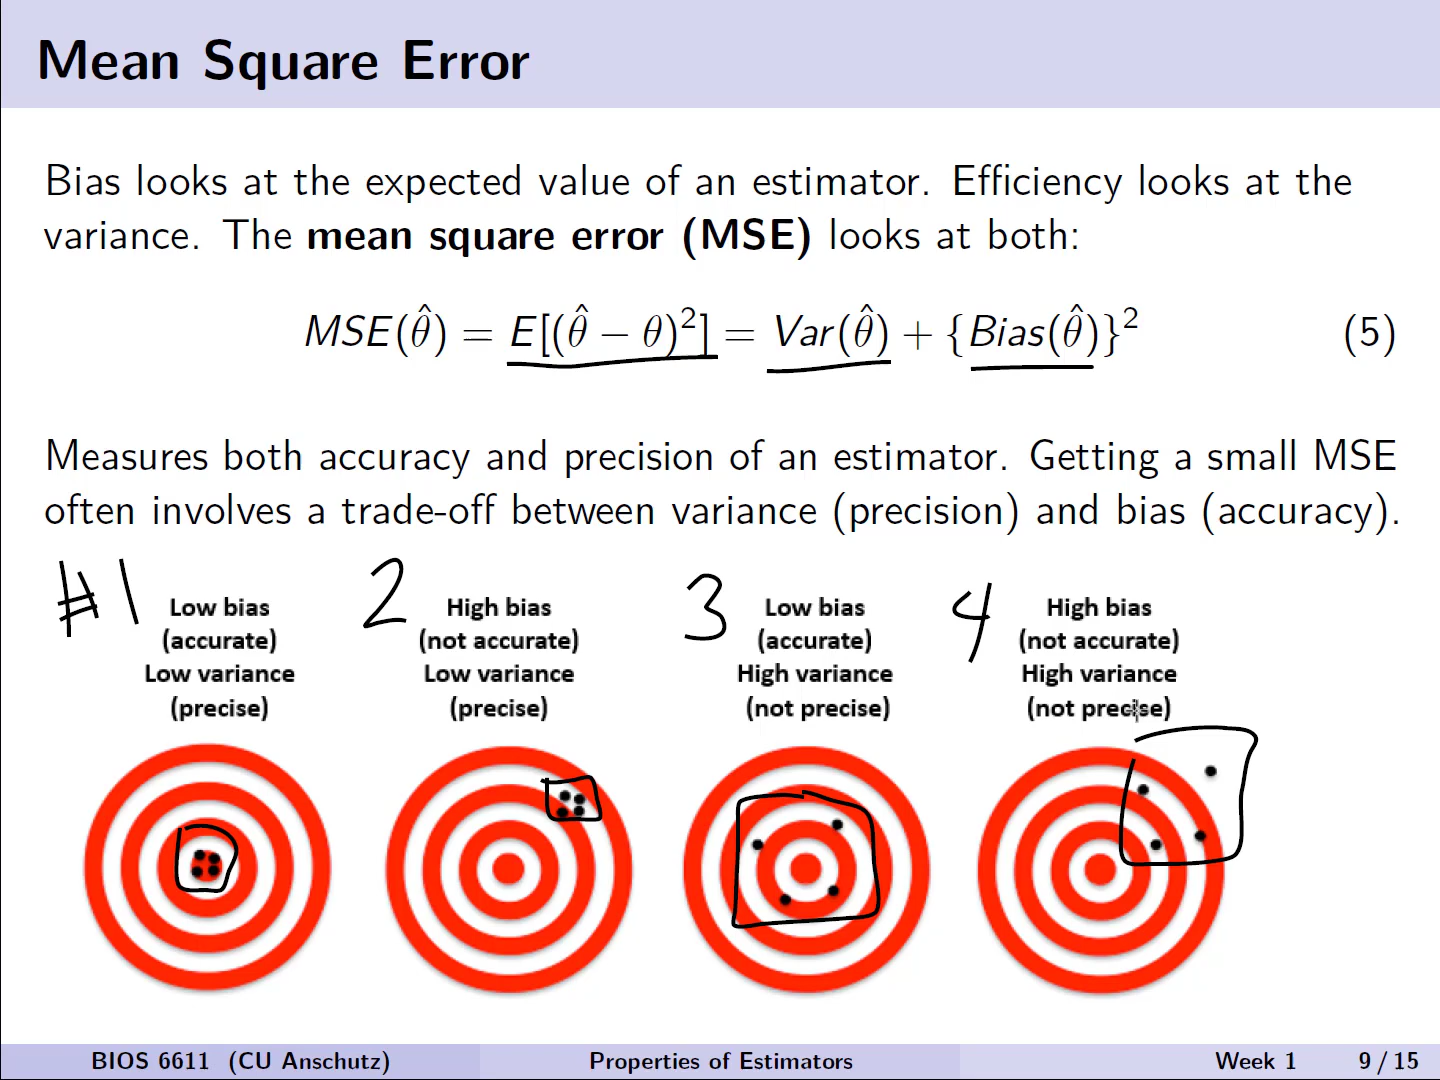 Mean Square Error
Bias looks at the expected value of an estimator. Efficiency looks at the
variance. The mean square error (MSE) looks at both:
MSE(θ̂) = E[(θ̂ − θ)²] = Var(θ̂) + {Bias(θ̂)}² (5)
Measures both accuracy and precision of an estimator. Getting a small MSE
often involves a trade-off between variance (precision) and bias (accuracy).
#1
Low bias
(accurate)
Low variance
(precise)
2
High bias
(not accurate)
Low variance
(precise)
3
Low bias
(accurate)
High variance
(not precise)
4
High bias
(not accurate)
High variance
(not precise)
BIOS 6611 (CU Anschutz) Properties of Estimators Week 1 9 / 15